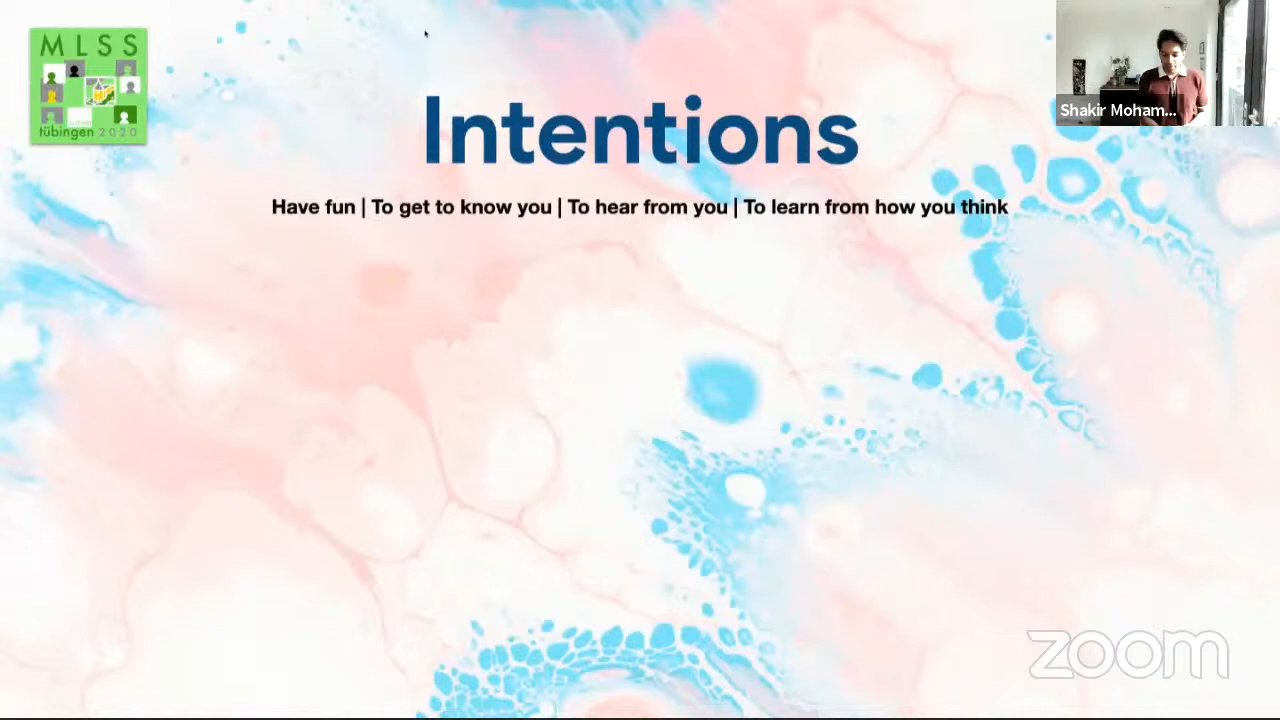 MLSS
tübingen 2020
Shakir Moham...
Intentions
Have fun | To get to know you | To hear from you | To learn from how you think
zoom